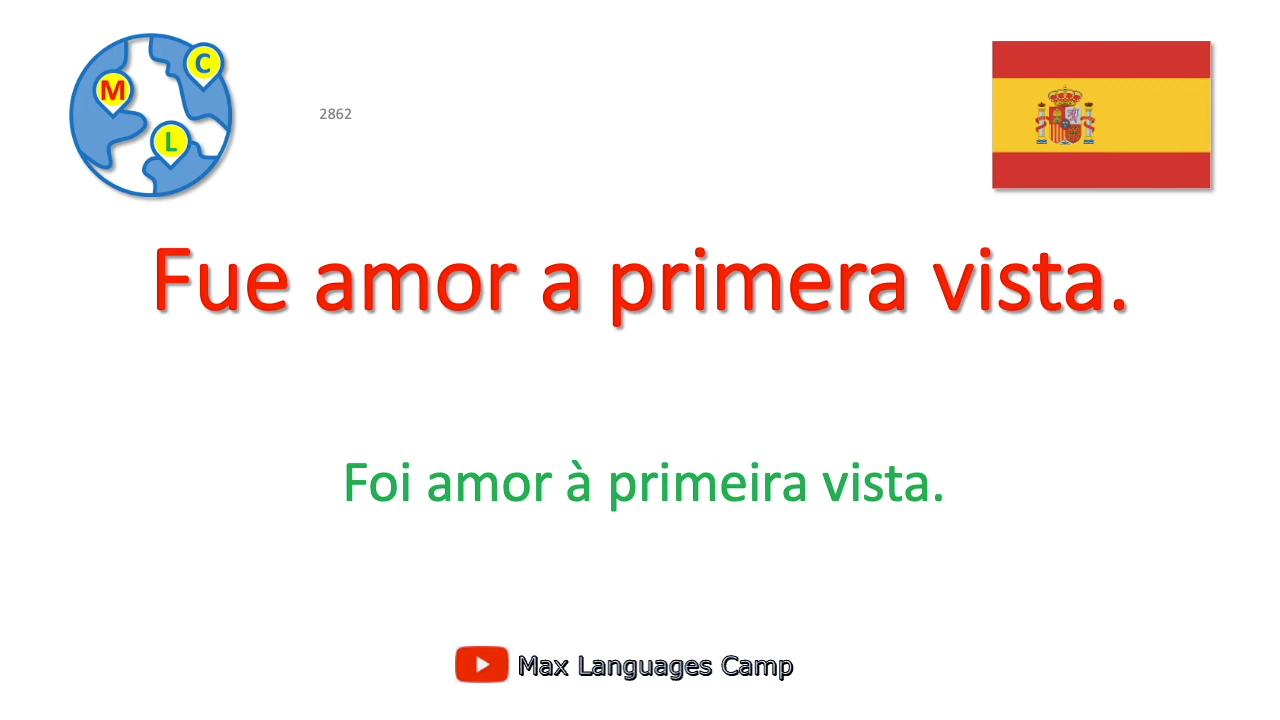 M
C
L
2862
Fue amor a primera vista.
Foi amor à primeira vista.
Max Languages Camp